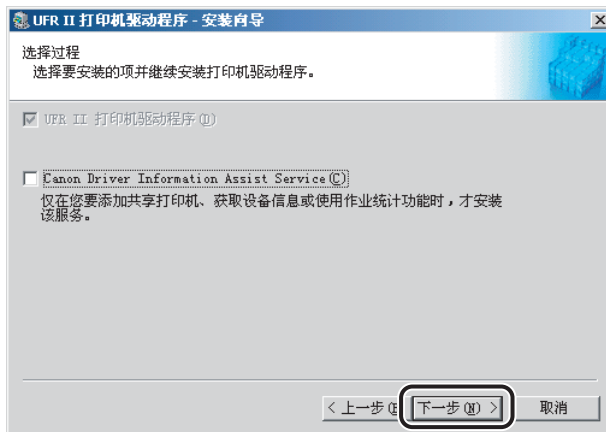 UFR II 打印机驱动程序 - 安装向导
选择过程
选择要安装的项并继续安装打印机驱动程序。
UFR II 打印机驱动程序(D)
Canon Driver Information Assist Service(C)
仅在您要添加共享打印机、获取设备信息或使用作业统计功能时，才安装
该服务。
< 上一步 下一步(N) > 取消